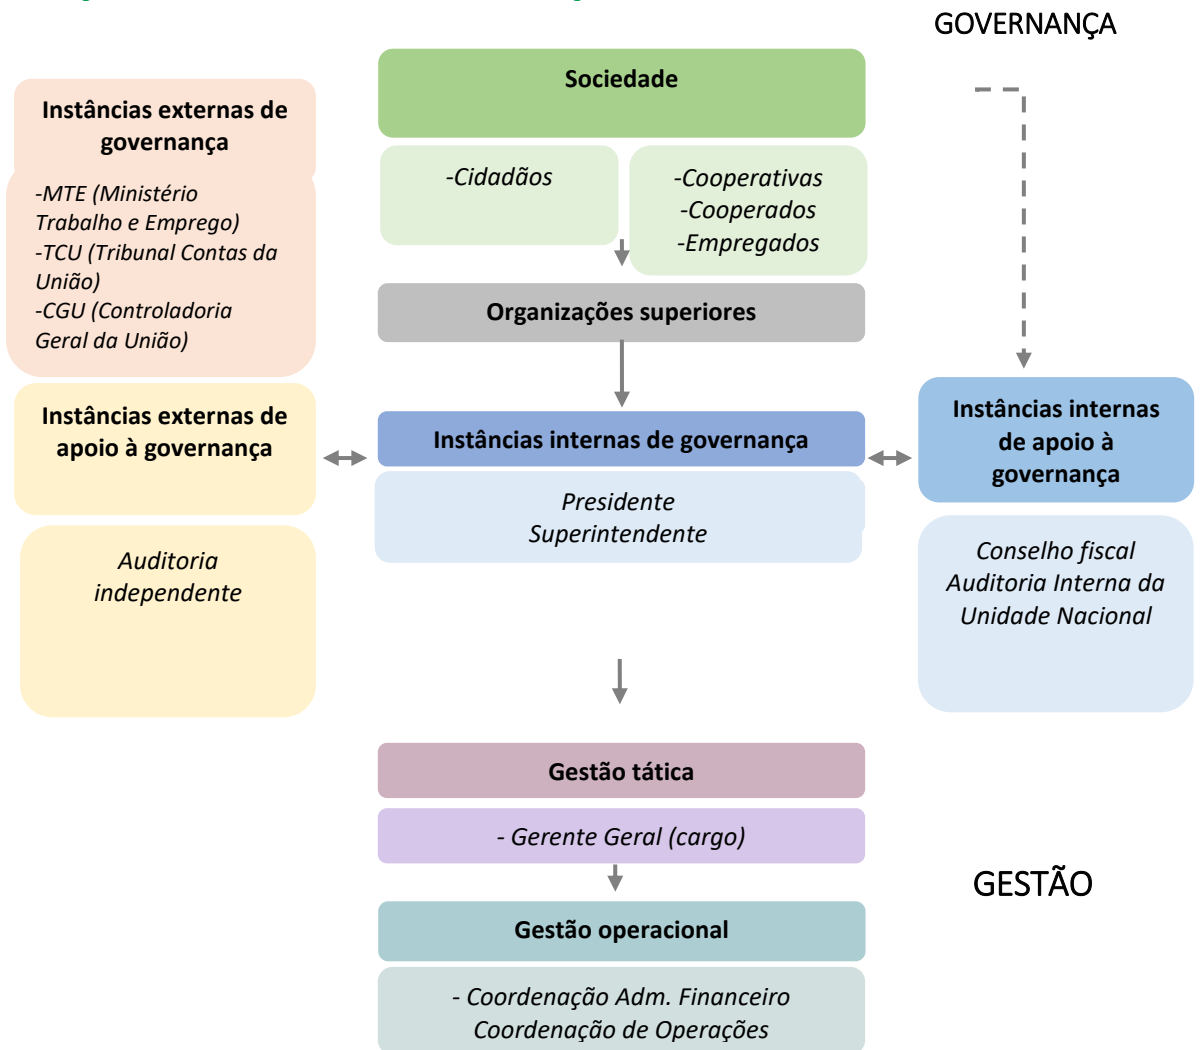 GOVERNANÇA
Sociedade
Instâncias externas de
governança
-MTE (Ministério
Trabalho e Emprego)
-TCU (Tribunal Contas da
União)
-CGU (Controladoria
Geral da União)
-Cidadãos
-Cooperativas
-Cooperados
-Empregados
Organizações superiores
Instâncias externas de
apoio à governança
Instâncias internas de governança
Instâncias internas
de apoio à
governança
Presidente
Superintendente
Auditoria
independente
Conselho fiscal
Auditoria Interna da
Unidade Nacional
Gestão tática
- Gerente Geral (cargo)
GESTÃO
Gestão operacional
- Coordenação Adm. Financeiro
Coordenação de Operações